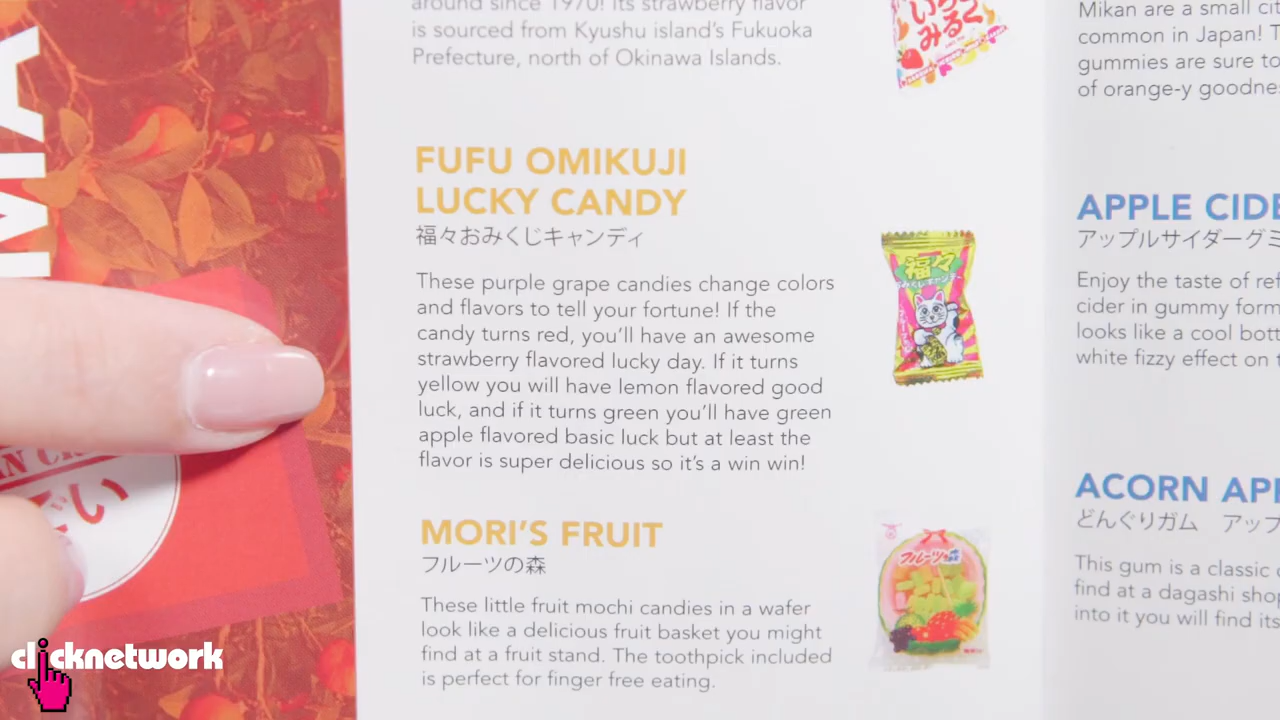 MA
around since 1970! Its strawberry flavor
is sourced from Kyushu island's Fukuoka
Prefecture, north of Okinawa Islands.
FUFU OMIKUJI
LUCKY CANDY
福々おみくじキャンディ
These purple grape candies change colors
and flavors to tell your fortune! If the
candy turns red, you'll have an awesome
strawberry flavored lucky day. If it turns
yellow you will have lemon flavored good
luck, and if it turns green you'll have green
apple flavored basic luck but at least the
flavor is super delicious so it's a win win!
福々
MORI'S FRUIT
フルーツの森
These little fruit mochi candies in a wafer
look like a delicious fruit basket you might
find at a fruit stand. The toothpick included
is perfect for finger free eating.
フルーツの森
Mikan are a small
common in Japan!
gummies are sure to
of orange-y
APPLE
アップルサイダーグミ
Enjoy the taste of
cider in gummy form
looks like a cool
white fizzy effect on
ACORN
どんぐりガム アップ
This gum is a classic
find at a dagashi
into it you will find its
clicknetwork